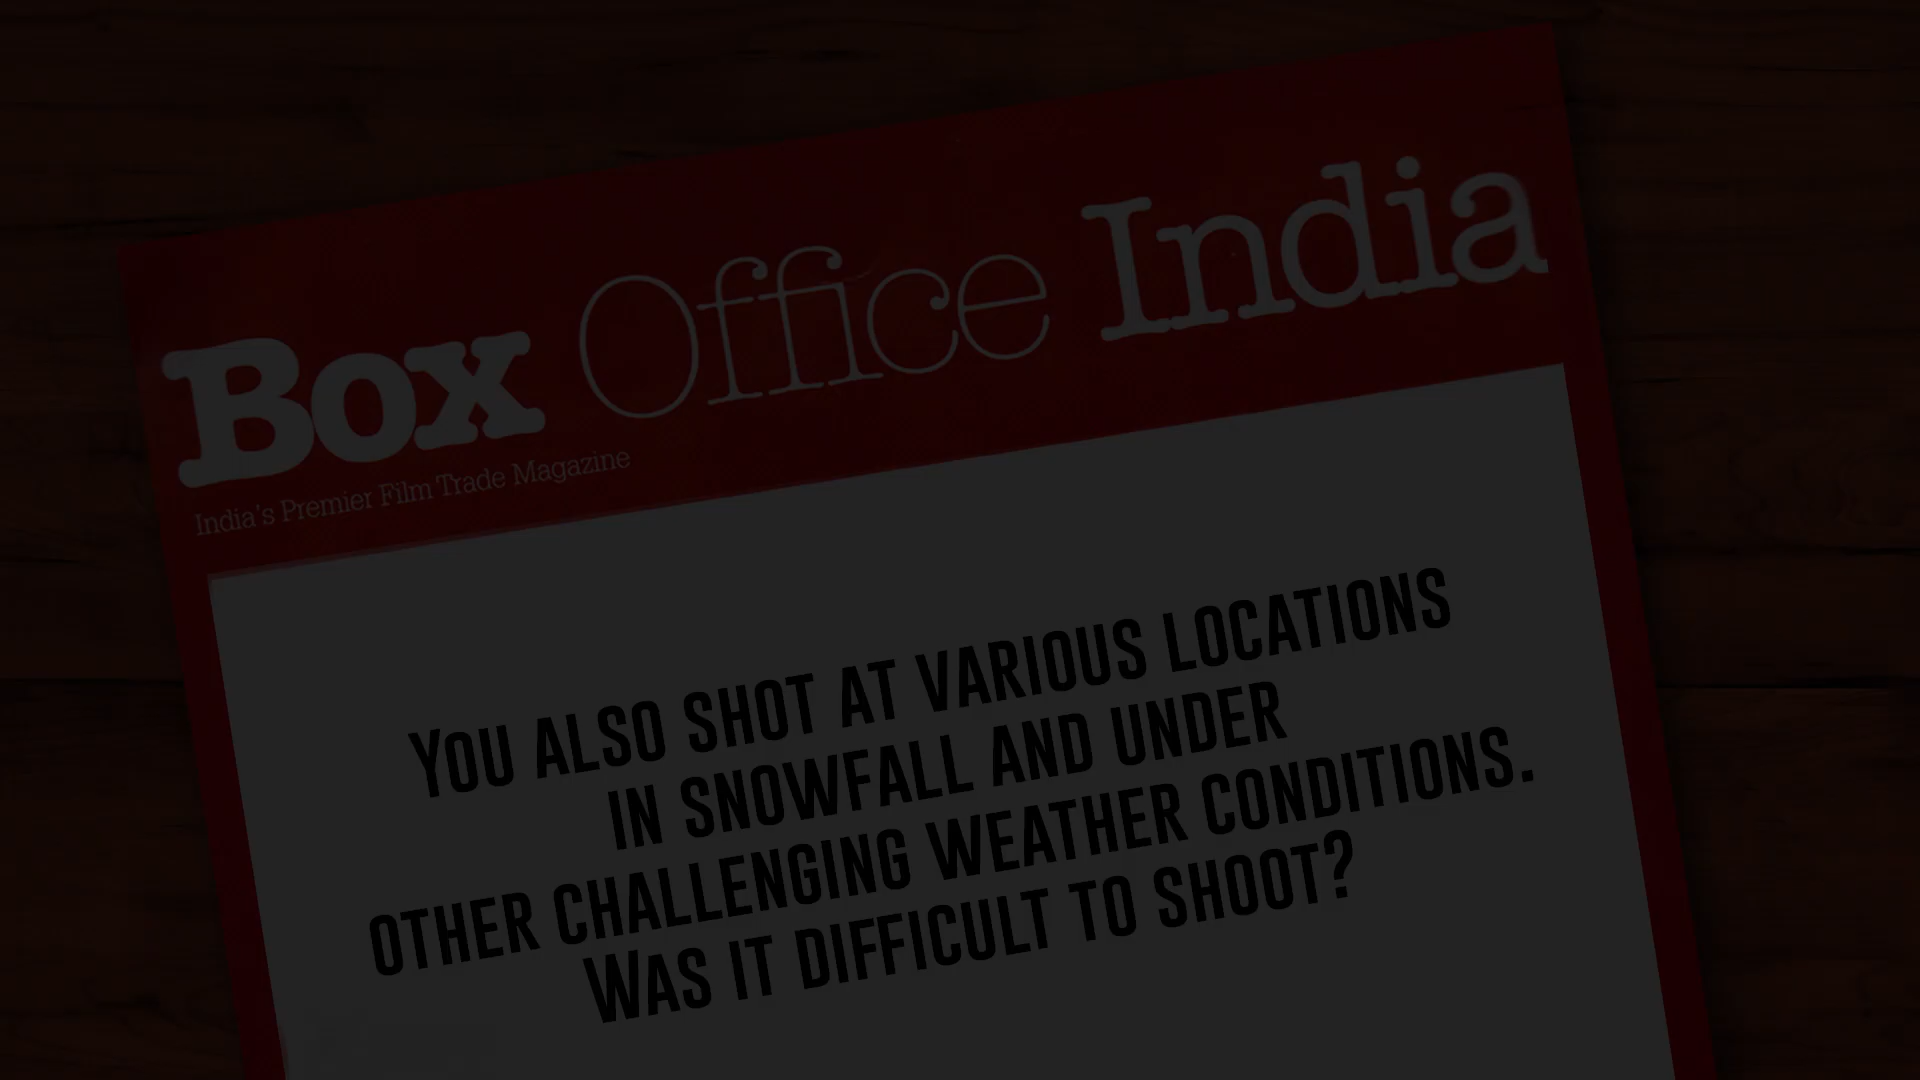 Box Office India
India's Premier Film Trade Magazine
You also shot at various locations
in snowfall and under
other challenging weather conditions.
Was it difficult to shoot?